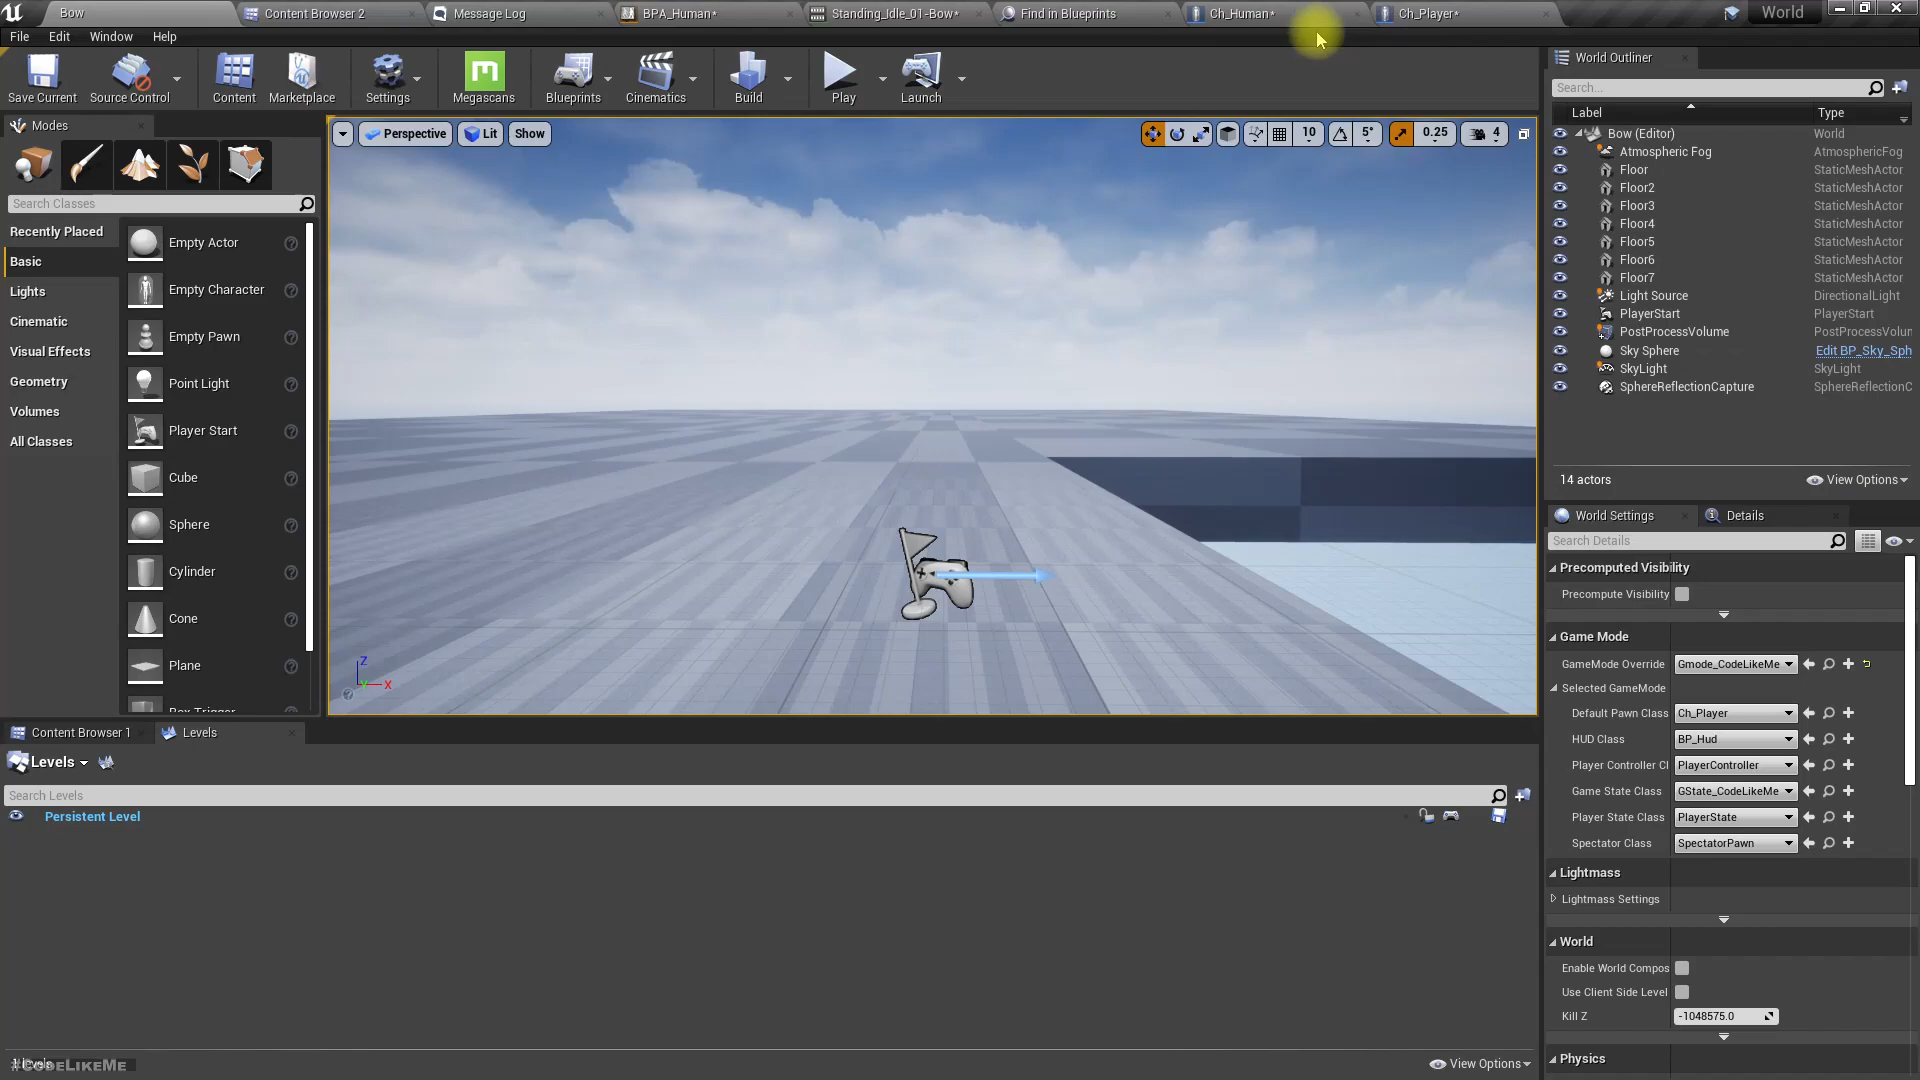 Bow
Content Browser 2
Message Log
BPA_Human*
Standing_Idle_01-Bow*
Find in Blueprints
Ch_Human*
Ch_Player*
World
File
Edit
Window
Help
Save Current
Source Control
Content
Marketplace
Settings
Megascans
Blueprints
Cinematics
Build
Play
Launch
Modes
Search Classes
Recently Placed
Basic
Lights
Cinematic
Visual Effects
Geometry
Volumes
All Classes
Empty Actor
Empty Character
Empty Pawn
Point Light
Player Start
Cube
Sphere
Cylinder
Cone
Plane
Box Trigger
Perspective
Lit
Show
10
5°
0.25
4
Z
X
World Outliner
Search...
Label
Type
Bow (Editor)
World
Atmospheric Fog
AtmosphericFog
Floor
StaticMeshActor
Floor2
StaticMeshActor
Floor3
StaticMeshActor
Floor4
StaticMeshActor
Floor5
StaticMeshActor
Floor6
StaticMeshActor
Floor7
StaticMeshActor
Light Source
DirectionalLight
PlayerStart
PlayerStart
PostProcessVolume
PostProcessVolun
Sky Sphere
Edit BP_Sky_Sph
SkyLight
SkyLight
SphereReflectionCapture
SphereReflectionC
14 actors
View Options
World Settings
Details
Search Details
Precomputed Visibility
Precompute Visibility
Game Mode
GameMode Override
Gmode_CodeLikeMe
Selected GameMode
Default Pawn Class
Ch_Player
HUD Class
BP_Hud
Player Controller Cl
PlayerController
Game State Class
GState_CodeLikeMe
Player State Class
PlayerState
Spectator Class
SpectatorPawn
Lightmass
Lightmass Settings
World
Enable World Compos
Use Client Side Level
Kill Z
-1048575.0
Physics
Content Browser 1
Levels
Levels
Search Levels
Persistent Level
#CODELIKEME
View Options